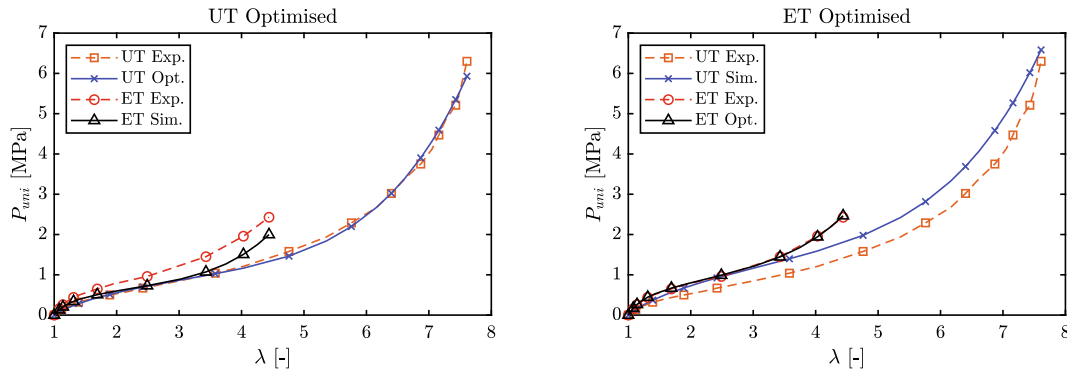 UT Optimised
7
6
5
4
3
2
1
0
1 2 3 4 5 6 7 8
P_uni [MPa]
λ [-]
UT Exp.
UT Opt.
ET Exp.
ET Sim.
ET Optimised
7
6
5
4
3
2
1
0
1 2 3 4 5 6 7 8
P_uni [MPa]
λ [-]
UT Exp.
UT Sim.
ET Exp.
ET Opt.